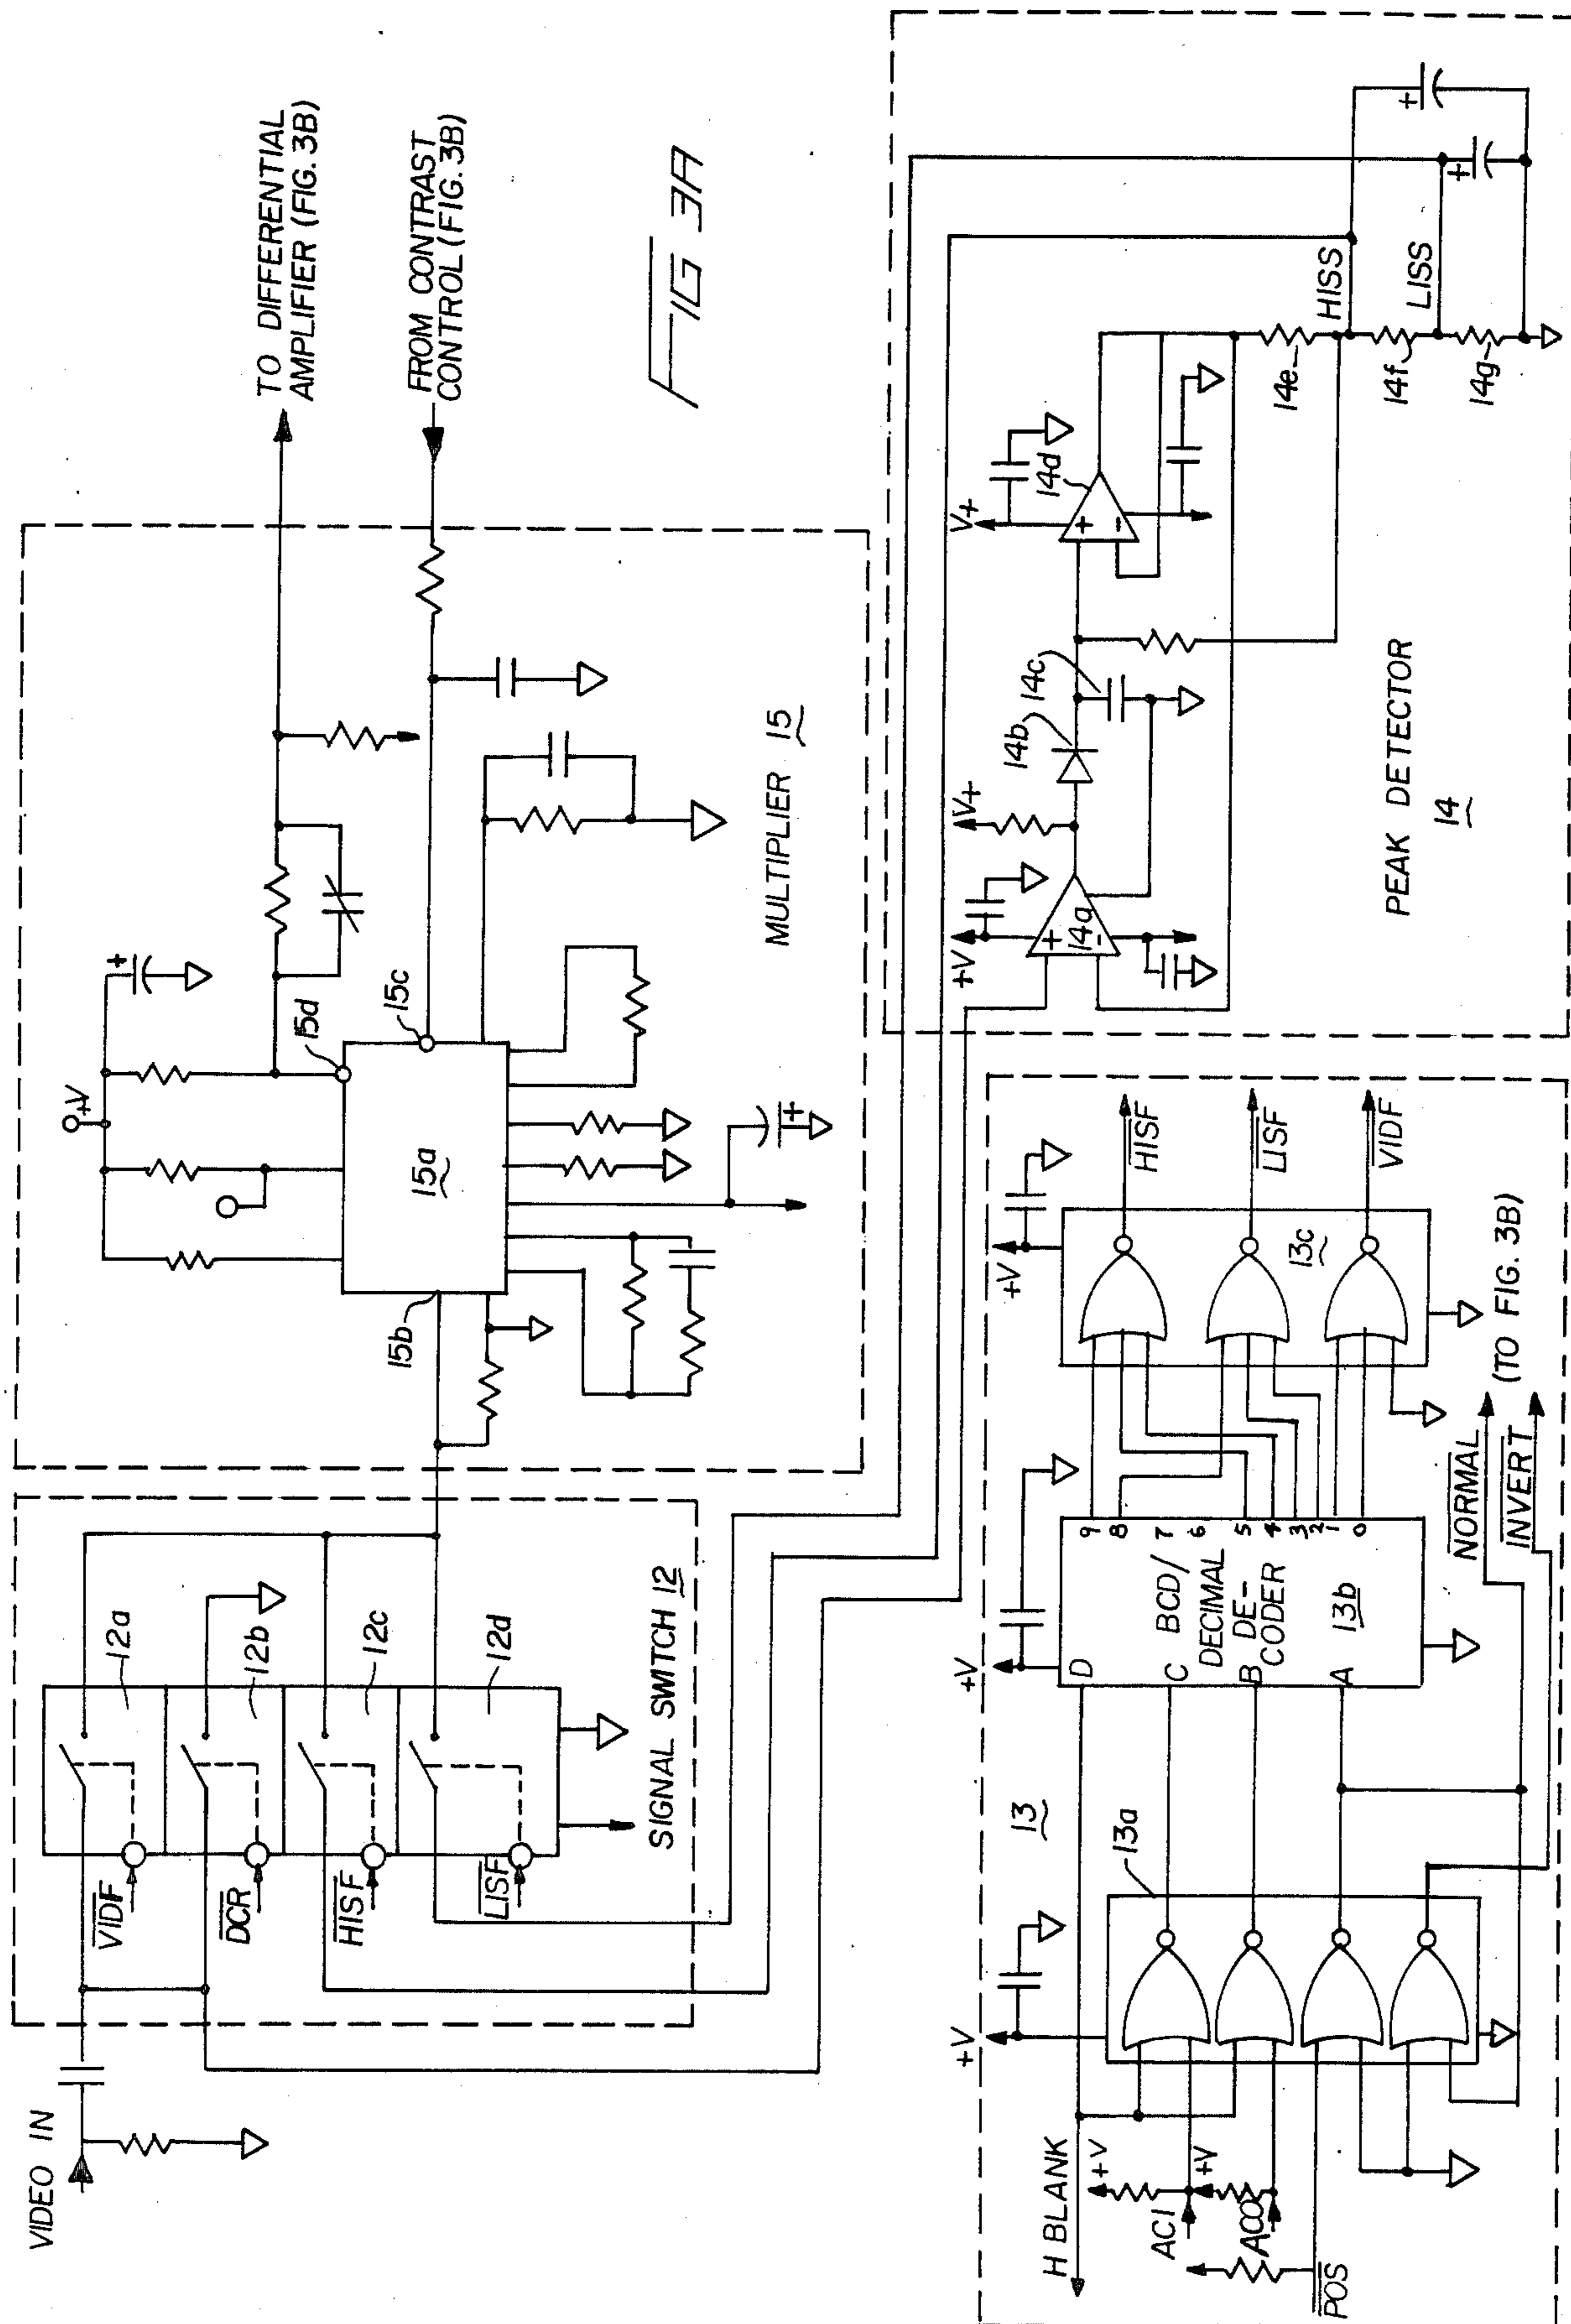 VIDEO IN
VIDF
DCR
HISF
LISF
12a
12b
12c
12d
SIGNAL SWITCH 12
+V
15d
15c
15a
15b
MULTIPLIER 15
TO DIFFERENTIAL
AMPLIFIER (FIG. 3B)
FROM CONTRAST
CONTROL (FIG. 3B)
FIG 3A
H BLANK
+V
AC1
+V
AC0
POS
+V
13
13a
+V
D
C
B
A
BCD/
DECIMAL
DE-
CODER
13b
9
8
7
6
5
4
3
2
1
0
+V
13c
HISF
LISF
VIDF
NORMAL
INVERT
(TO FIG. 3B)
+V
+
-
14a
V+
14b
14c
V+
+
-
14d
14e
HISS
14f
LISS
14g
+
+
PEAK DETECTOR
14
+
+